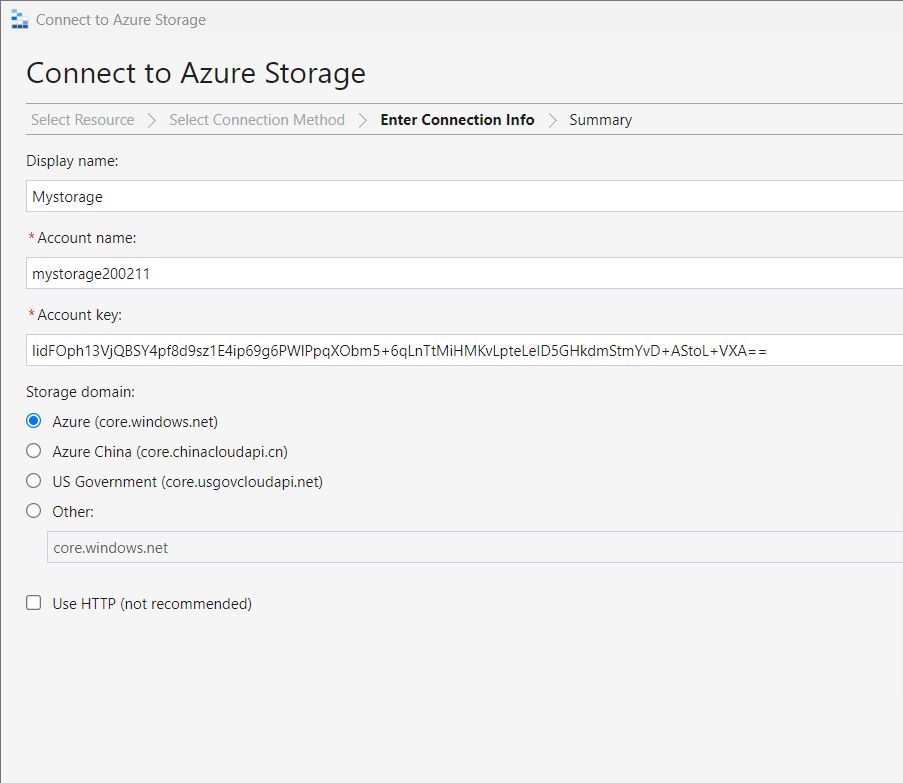 Connect to Azure Storage
Connect to Azure Storage
Select Resource > Select Connection Method > Enter Connection Info > Summary
Display name:
Mystorage
* Account name:
mystorage200211
* Account key:
lidFOph13VjQBSY4pf8d9sz1E4ip69g6PWIPpqXObm5+6qLnTtMiHMKvLpteLeID5GHkdmStmYvD+AStoL+VXA==
Storage domain:
Azure (core.windows.net)
Azure China (core.chinacloudapi.cn)
US Government (core.usgovcloudapi.net)
Other:
core.windows.net
Use HTTP (not recommended)